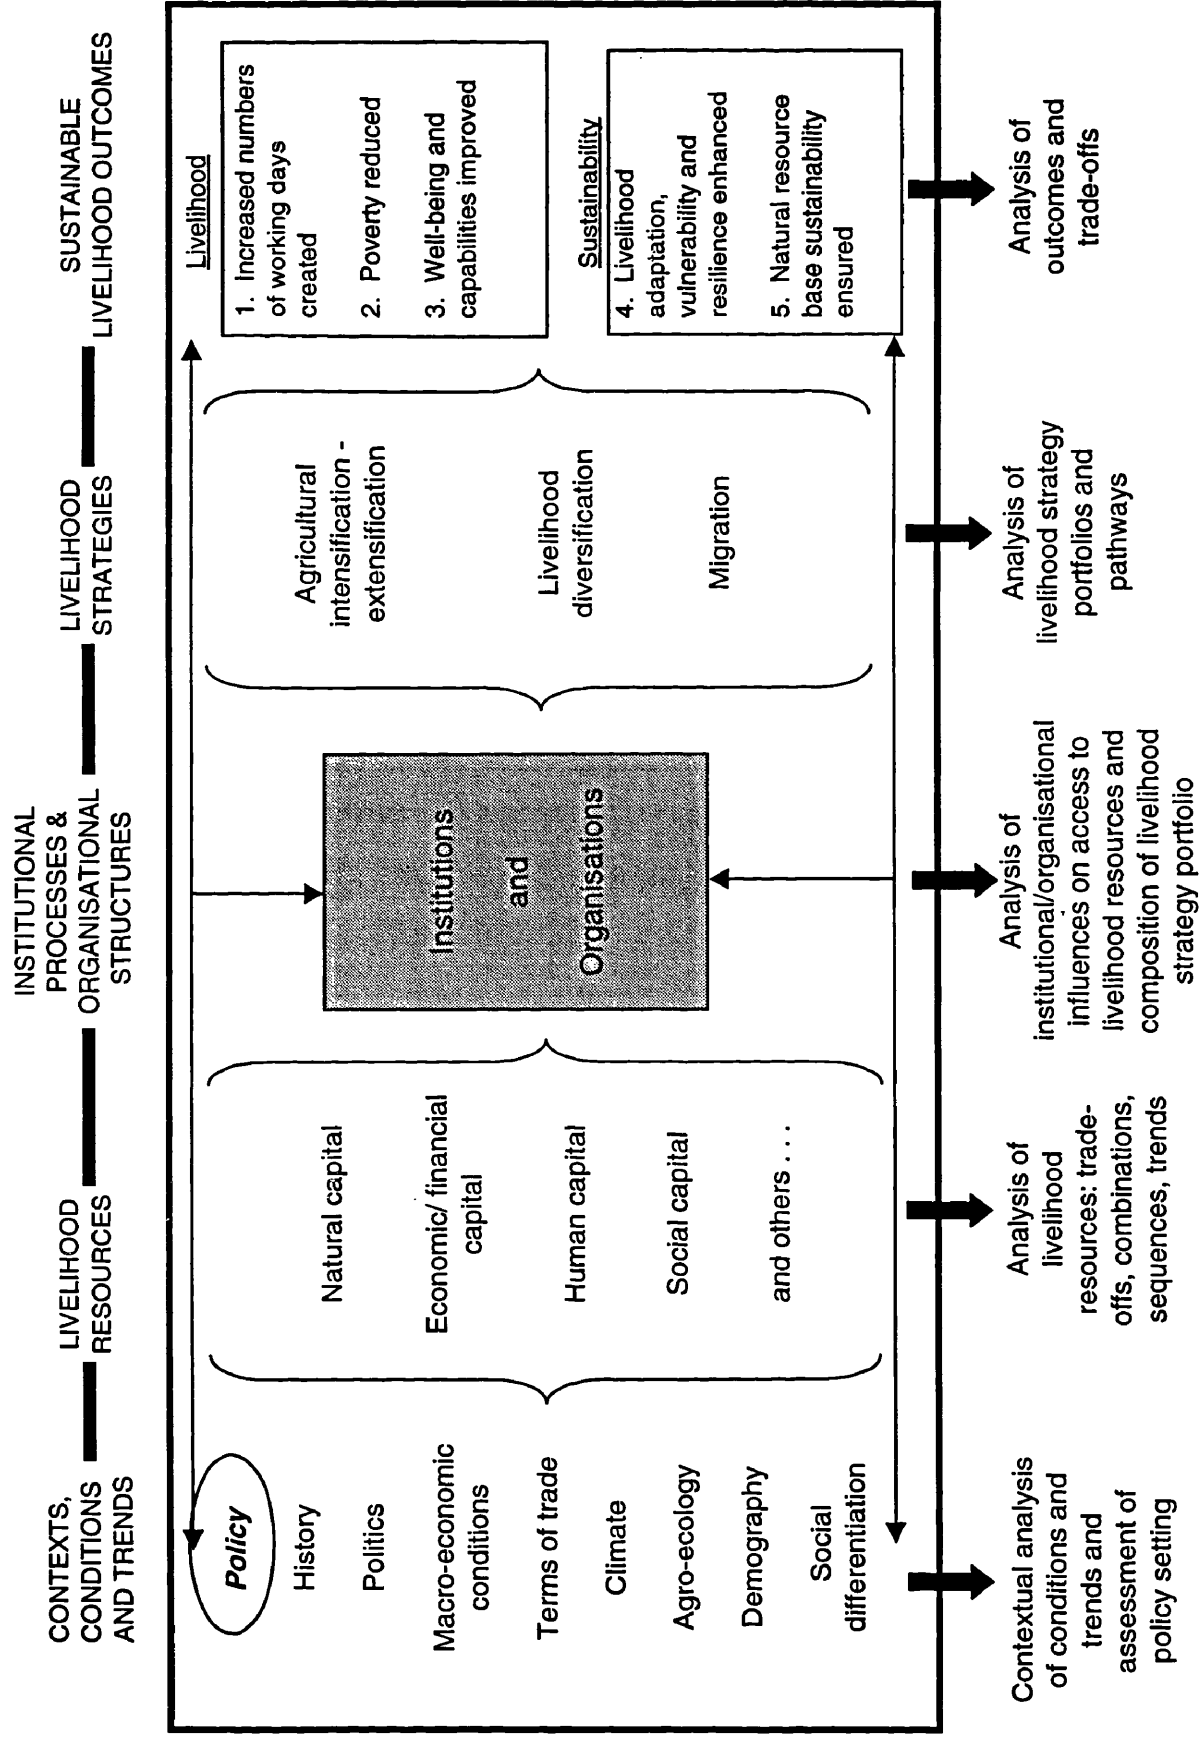 CONTEXTS,
CONDITIONS
AND TRENDS
LIVELIHOOD
RESOURCES
INSTITUTIONAL
PROCESSES &
ORGANISATIONAL
STRUCTURES
LIVELIHOOD
STRATEGIES
SUSTAINABLE
LIVELIHOOD OUTCOMES
Policy
History
Politics
Macro-economic
conditions
Terms of trade
Climate
Agro-ecology
Demography
Social
differentiation
Natural capital
Economic/ financial
capital
Human capital
Social capital
and others . . .
Institutions
and
Organisations
Agricultural
intensification -
extensification
Livelihood
diversification
Migration
Livelihood
1. Increased numbers
of working days
created
2. Poverty reduced
3. Well-being and
capabilities improved
Sustainability
4. Livelihood
adaptation,
vulnerability and
resilience enhanced
5. Natural resource
base sustainability
ensured
Contextual analysis
of conditions and
trends and
assessment of
policy setting
Analysis of
livelihood
resources: trade-
offs, combinations,
sequences, trends
Analysis of
institutional/organisational
influences on access to
livelihood resources and
composition of livelihood
strategy portfolio
Analysis of
livelihood strategy
portfolios and
pathways
Analysis of
outcomes and
trade-offs